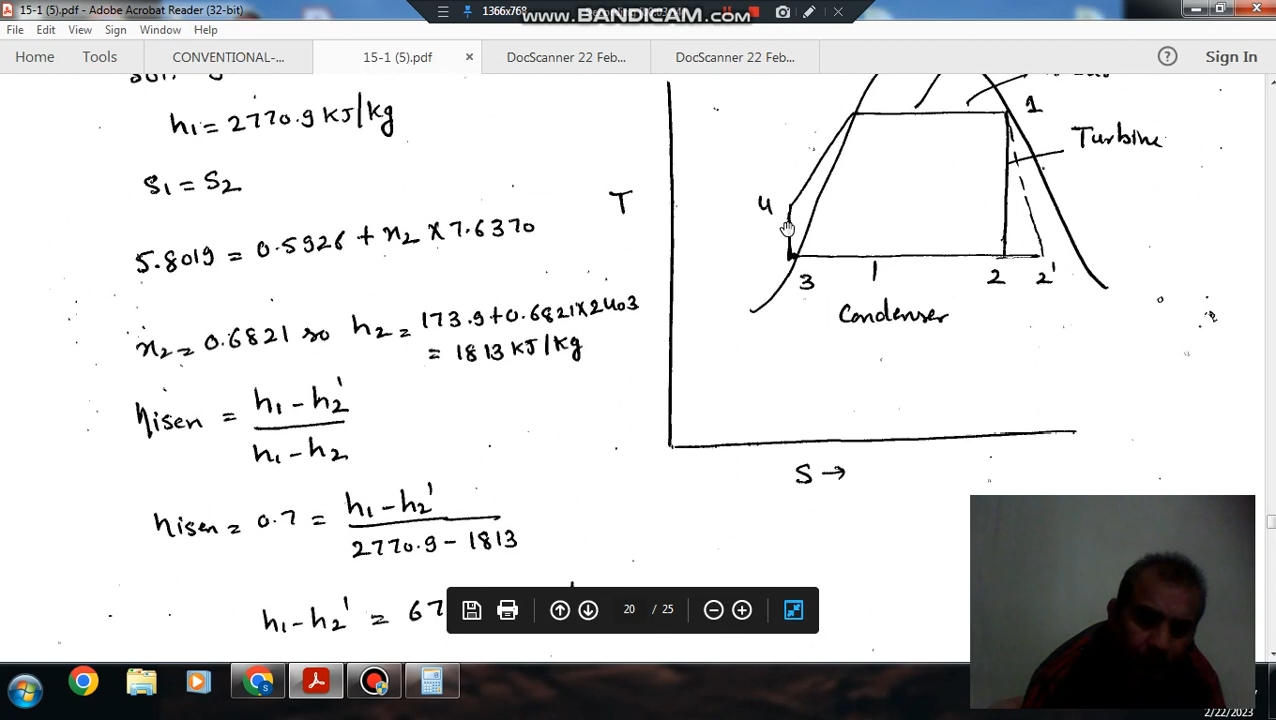 15-1 (5).pdf - Adobe Acrobat Reader (32-bit)
1366x768
www.BANDICAM.com
File Edit View Sign Window Help
Home Tools CONVENTIONAL-... 15-1 (5).pdf × DocScanner 22 Feb... DocScanner 22 Feb... Sign In
h1 = 2770.9 KJ/kg
s1 = s2
5.8019 = 0.5926 + x2 × 7.6370
x2 = 0.6821 so h2 = 173.9 + 0.6821 × 2403
= 1813 KJ/kg
ηisen = h1 - h2' / h1 - h2
ηisen = 0.7 = h1 - h2' / 2770.9 - 1813
h1 - h2' = 67
T
1
Turbine
4
3
1
2
2'
Condenser
S →
20 / 25
2/22/2023